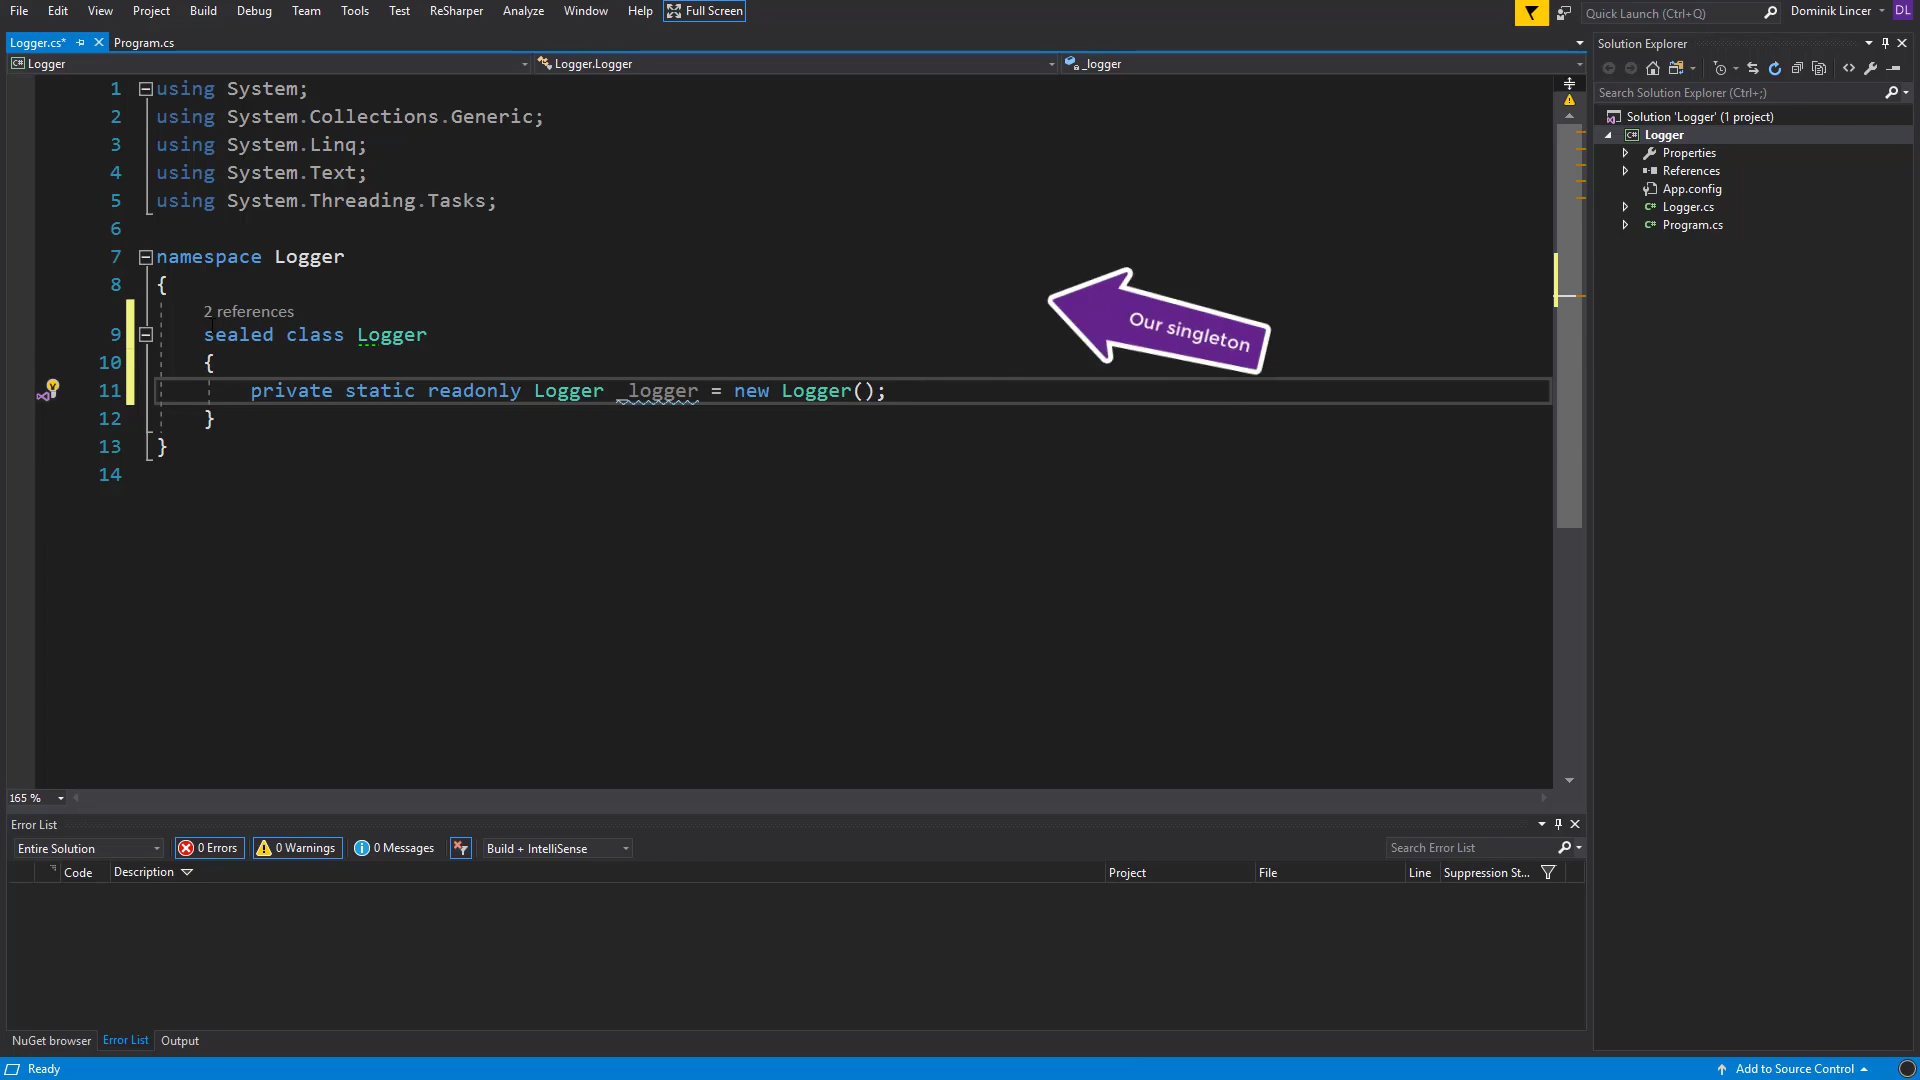 File Edit View Project Build Debug Team Tools Test ReSharper Analyze Window Help Full Screen Quick Launch (Ctrl+Q) Dominik Lincer DL
Logger.cs* Program.cs
Logger Logger.Logger _logger
1 using System;
2 using System.Collections.Generic;
3 using System.Linq;
4 using System.Text;
5 using System.Threading.Tasks;
6
7 namespace Logger
8 {
2 references
9 sealed class Logger
10 {
11 private static readonly Logger _logger = new Logger();
12 }
13 }
14
Our singleton
165 %
Solution Explorer
Search Solution Explorer (Ctrl+;)
Solution 'Logger' (1 project)
C# Logger
Properties
References
App.config
C# Logger.cs
C# Program.cs
Error List
Entire Solution 0 Errors 0 Warnings 0 Messages Build + IntelliSense Search Error List
Code Description Project File Line Suppression St...
NuGet browser Error List Output
Ready Add to Source Control